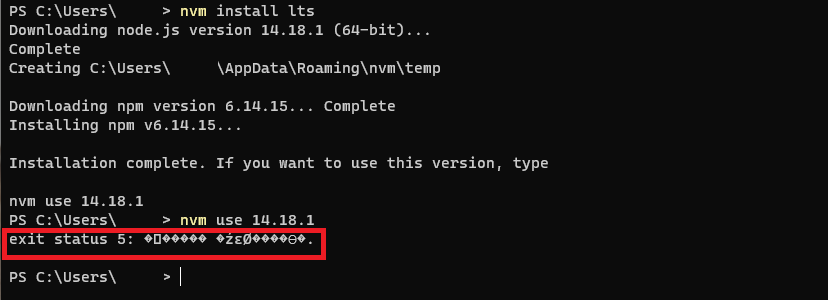 PS C:\Users\ > nvm install lts
Downloading node.js version 14.18.1 (64-bit)...
Complete
Creating C:\Users\ \AppData\Roaming\nvm\temp
Downloading npm version 6.14.15... Complete
Installing npm v6.14.15...
Installation complete. If you want to use this version, type
nvm use 14.18.1
PS C:\Users\ > nvm use 14.18.1
exit status 5: �▯����� �źεØ����ө�.
PS C:\Users\ >